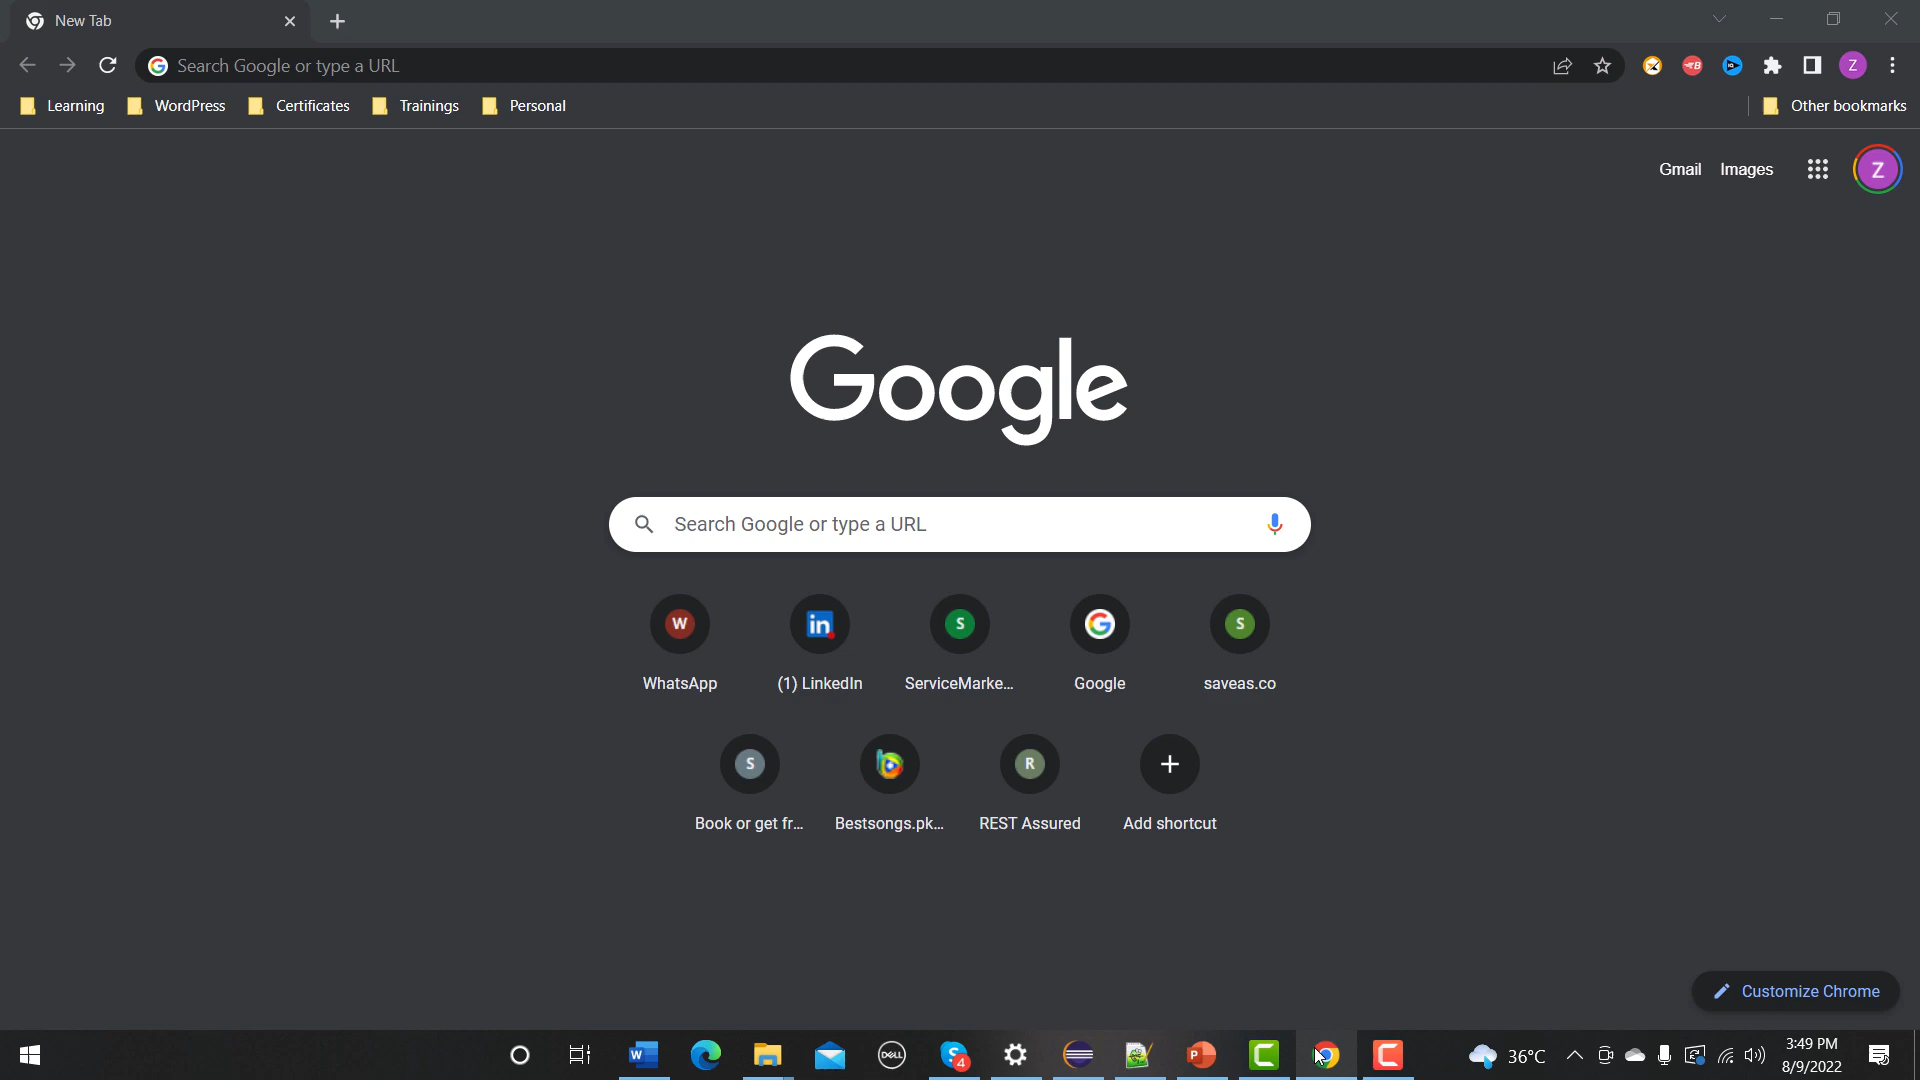 New Tab
Search Google or type a URL
Z
Learning
WordPress
Certificates
Trainings
Personal
Other bookmarks
Gmail
Images
Z
Google
Search Google or type a URL
W
in
S
G
S
WhatsApp
(1) LinkedIn
ServiceMarke...
Google
saveas.co
S
R
Book or get fr...
Bestsongs.pk...
REST Assured
Add shortcut
Customize Chrome
W
DELL
S
4
P
C
C
36°C
3:49 PM
8/9/2022